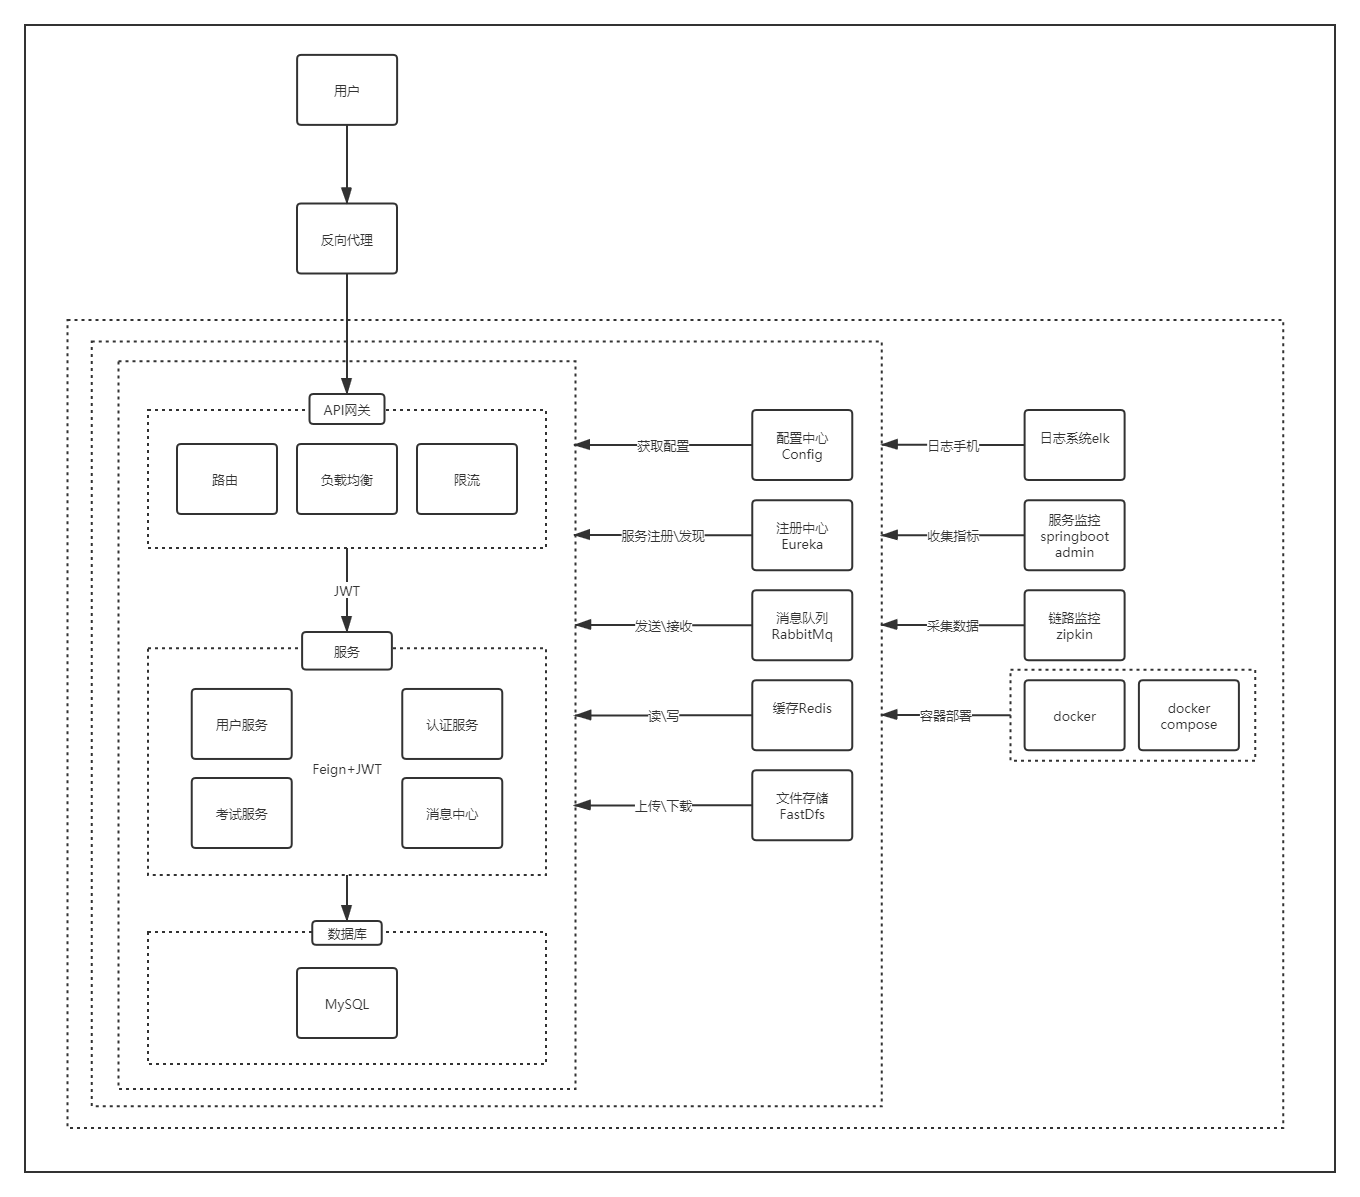 用户
反向代理
API网关
路由
负载均衡
限流
JWT
服务
用户服务
认证服务
Feign+JWT
考试服务
消息中心
数据库
MySQL
获取配置
配置中心
Config
服务注册\发现
注册中心
Eureka
发送\接收
消息队列
RabbitMq
读\写
缓存Redis
上传\下载
文件存储
FastDfs
日志手机
日志系统elk
收集指标
服务监控
springboot
admin
采集数据
链路监控
zipkin
容器部署
docker
docker
compose